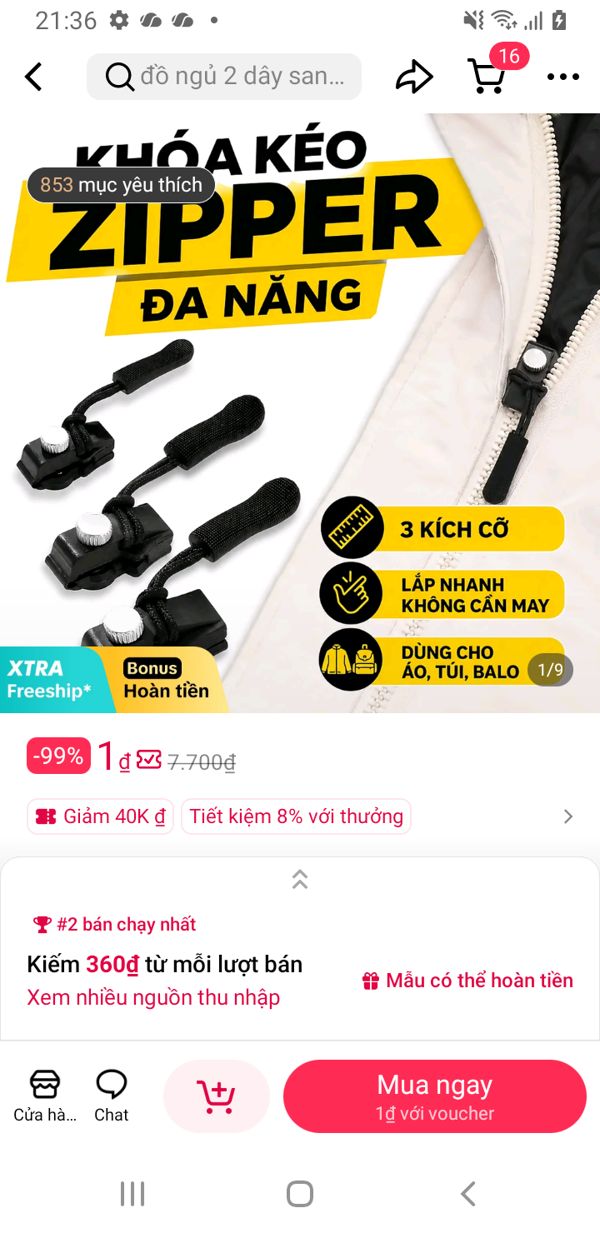 21:36
16
đồ ngủ 2 dây san...
KHÓA KÉO
853 mục yêu thích
ZIPPER
ĐA NĂNG
3 KÍCH CỠ
LẮP NHANH
KHÔNG CẦN MAY
DÙNG CHO
ÁO, TÚI, BALO
1/9
XTRA
Freeship*
Bonus
Hoàn tiền
-99% 1₫ 7.700₫
Giảm 40K ₫
Tiết kiệm 8% với thưởng
#2 bán chạy nhất
Kiếm 360₫ từ mỗi lượt bán
Xem nhiều nguồn thu nhập
Mẫu có thể hoàn tiền
Cửa hà...
Chat
Mua ngay
1₫ với voucher